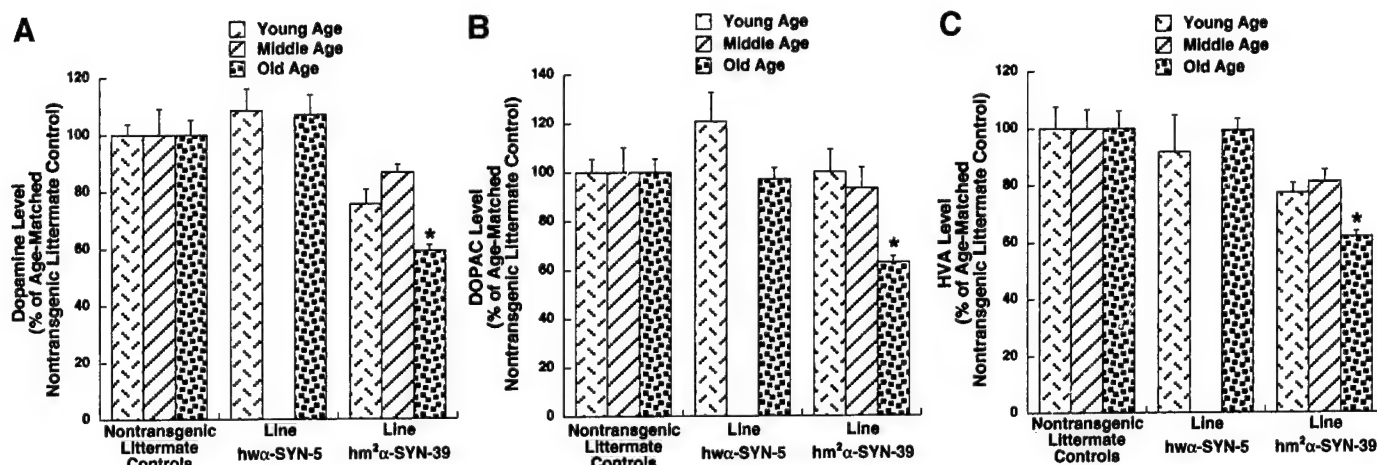 A
Young Age
Middle Age
Old Age
Dopamine Level
(% of Age-Matched
Nontransgenic Littermate Control)
120
100
80
60
40
20
0
*
Nontransgenic
Littermate
Controls
Line
hwα-SYN-5
Line
hm²α-SYN-39
B
Young Age
Middle Age
Old Age
DOPAC Level
(% of Age-Matched
Nontransgenic Littermate Control)
140
120
100
80
60
40
20
0
*
Nontransgenic
Littermate
Controls
Line
hwα-SYN-5
Line
hm²α-SYN-39
C
Young Age
Middle Age
Old Age
HVA Level
(% of Age-Matched
Nontransgenic Littermate Control)
120
100
80
60
40
20
0
*
Nontransgenic
Littermate
Controls
Line
hwα-SYN-5
Line
hm²α-SYN-39